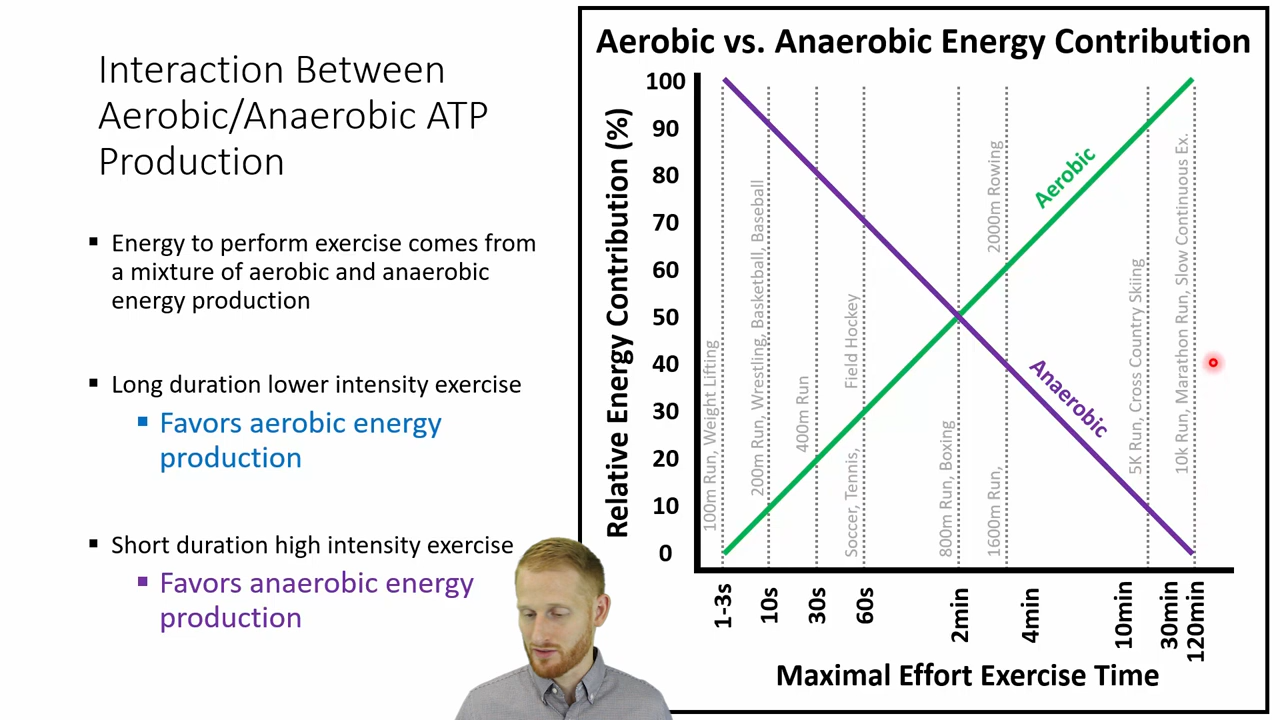 Interaction Between
Aerobic/Anaerobic ATP
Production
▪ Energy to perform exercise comes from
a mixture of aerobic and anaerobic
energy production
▪ Long duration lower intensity exercise
▪ Favors aerobic energy
production
▪ Short duration high intensity exercise
▪ Favors anaerobic energy
production
Aerobic vs. Anaerobic Energy Contribution
Relative Energy Contribution (%)
100
90
80
70
60
50
40
30
20
10
0
100m Run, Weight Lifting
200m Run, Wrestling, Basketball, Baseball
400m Run
Soccer, Tennis, Field Hockey
800m Run, Boxing
1600m Run, 2000m Rowing
5K Run, Cross Country Skiing
10k Run, Marathon Run, Slow Continuous Ex.
Aerobic
Anaerobic
1-3s
10s
30s
60s
2min
4min
10min
30min
120min
Maximal Effort Exercise Time